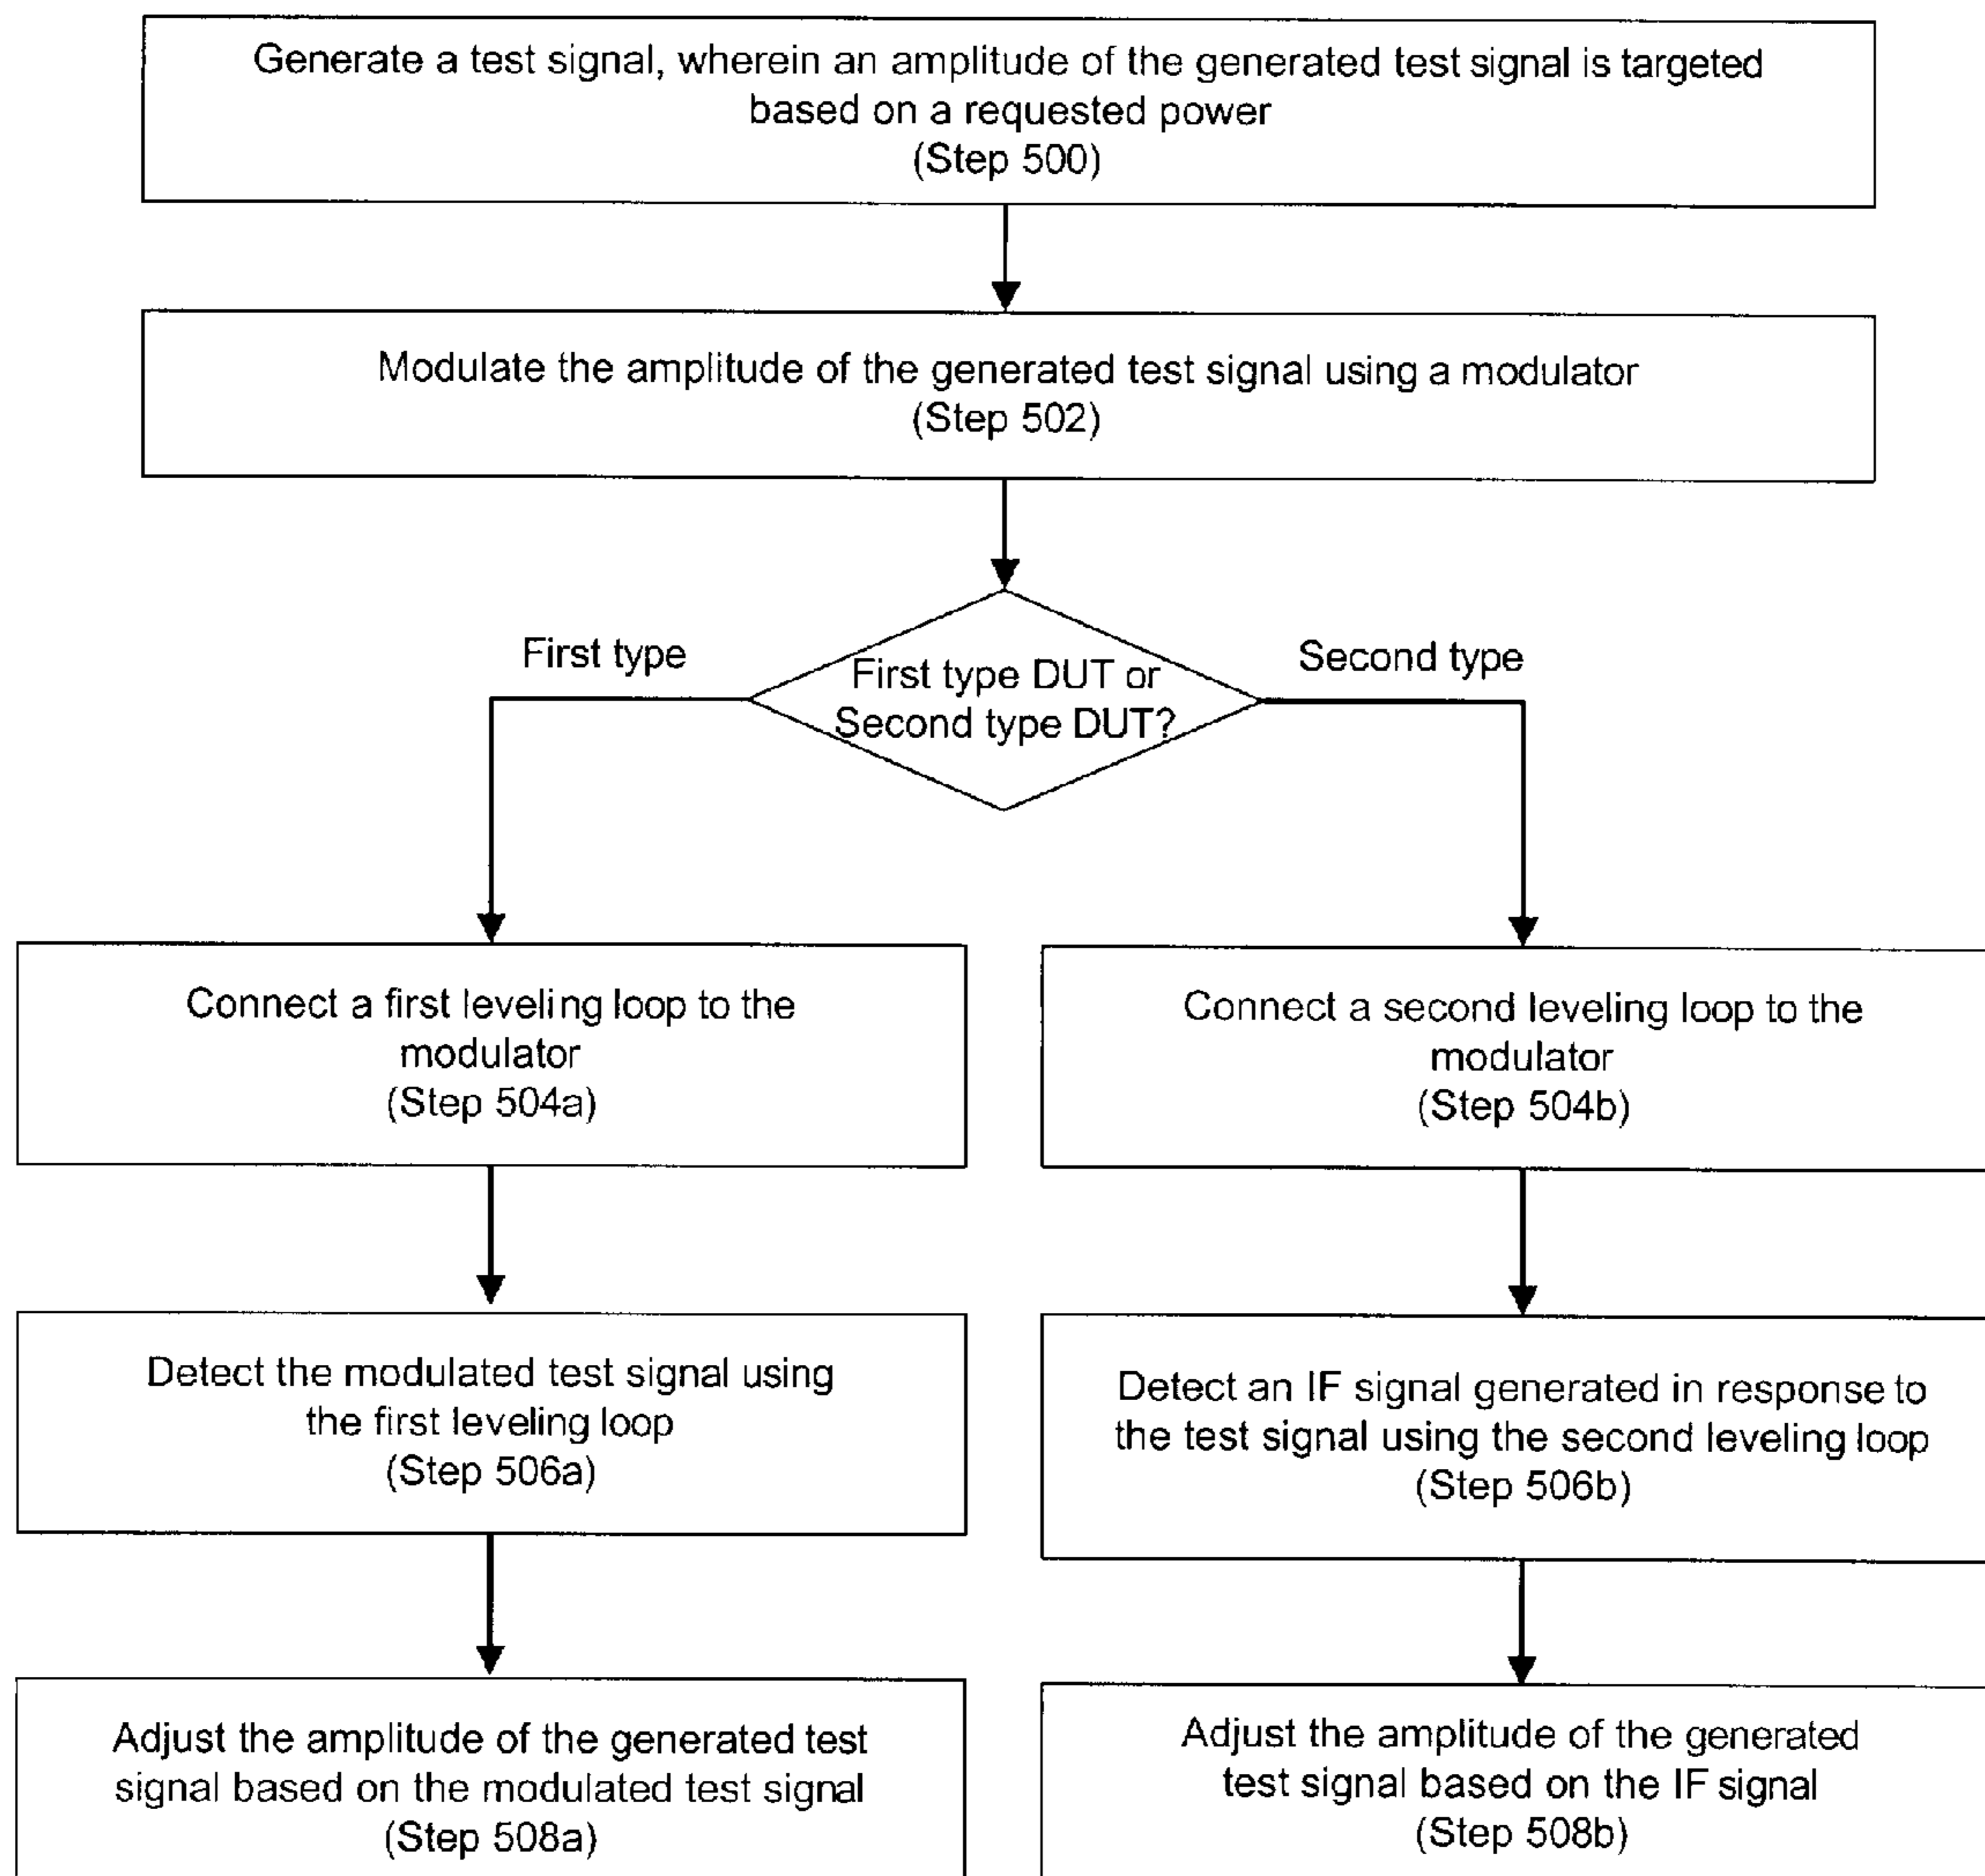 Generate a test signal, wherein an amplitude of the generated test signal is targeted
based on a requested power
(Step 500)
Modulate the amplitude of the generated test signal using a modulator
(Step 502)
First type
First type DUT or
Second type DUT?
Second type
Connect a first leveling loop to the
modulator
(Step 504a)
Connect a second leveling loop to the
modulator
(Step 504b)
Detect the modulated test signal using
the first leveling loop
(Step 506a)
Detect an IF signal generated in response to
the test signal using the second leveling loop
(Step 506b)
Adjust the amplitude of the generated test
signal based on the modulated test signal
(Step 508a)
Adjust the amplitude of the generated
test signal based on the IF signal
(Step 508b)